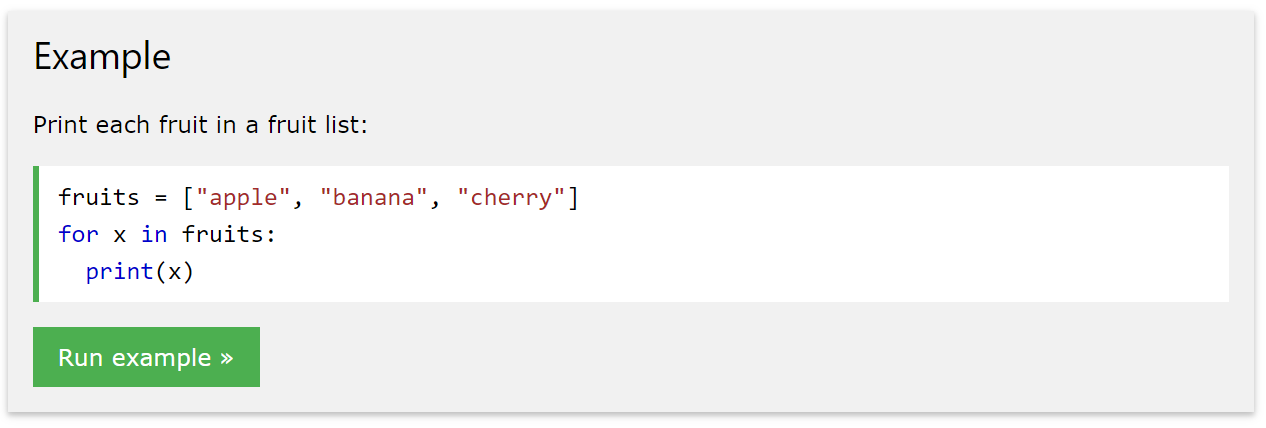 Example
Print each fruit in a fruit list:
fruits = ["apple", "banana", "cherry"]
for x in fruits:
  print(x)
Run example »